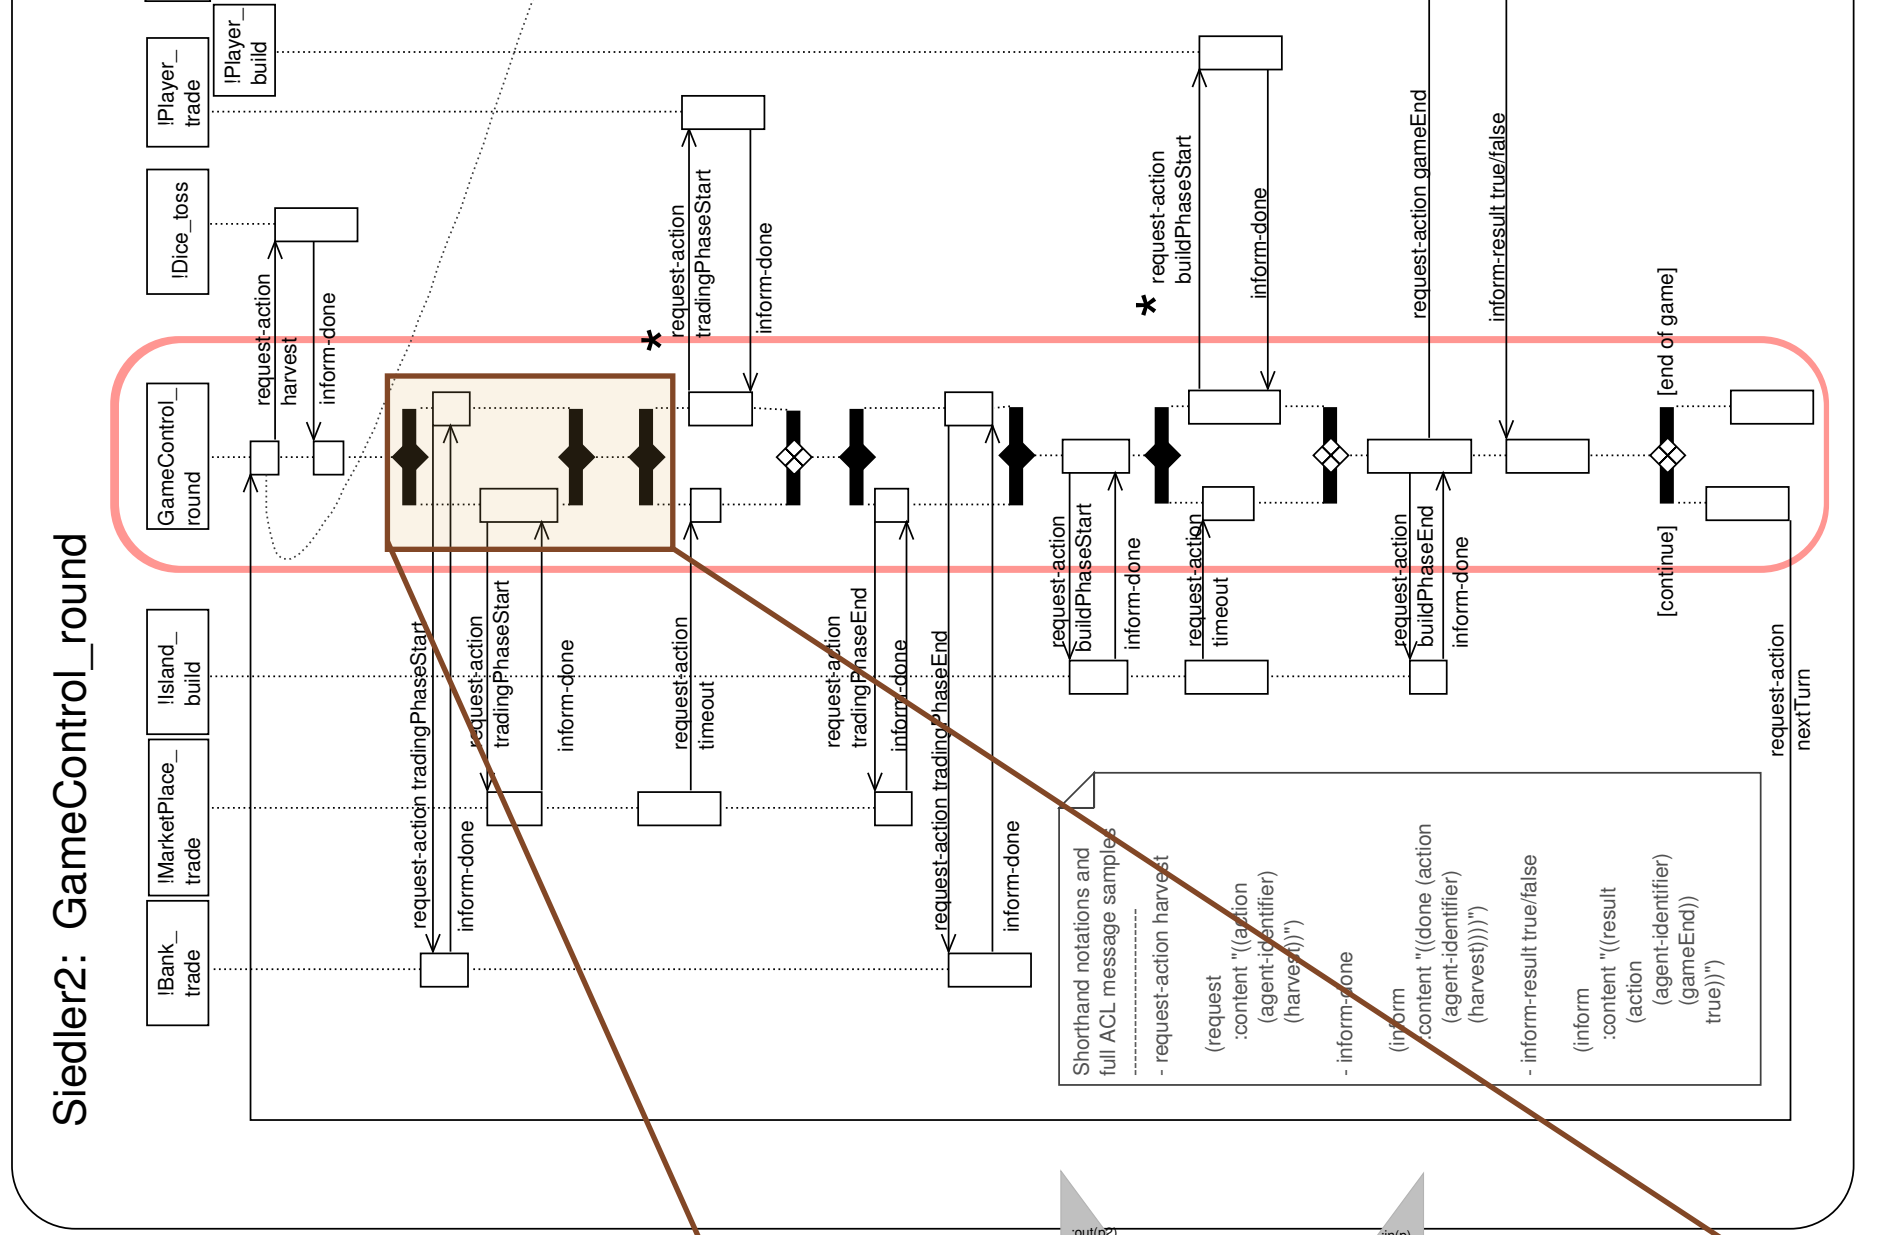 Siedler2: GameControl_round
!Bank_
trade
!MarketPlace_
trade
!Island_
build
GameControl_
round
!Dice_toss
!Player_
trade
!Player_
build
request-action
harvest
inform-done
request-action tradingPhaseStart
inform-done
request-action
tradingPhaseStart
inform-done
*
request-action
tradingPhaseStart
inform-done
request-action
timeout
request-action
tradingPhaseEnd
inform-done
request-action tradingPhaseEnd
inform-done
request-action
buildPhaseStart
inform-done
*
request-action
buildPhaseStart
inform-done
request-action
timeout
request-action
buildPhaseEnd
inform-done
request-action gameEnd
inform-result true/false
[continue]
[end of game]
request-action
nextTurn
Shorthand notations and
full ACL message samples
---------------------------
- request-action harvest
(request
:content "((action
(agent-identifier)
(harvest))")
- inform-done
(inform
:content "((done (action
(agent-identifier)
(harvest))))")
- inform-result true/false
(inform
:content "((result
(action
(agent-identifier)
(gameEnd))
true))")
:out(p2)
:in(p)